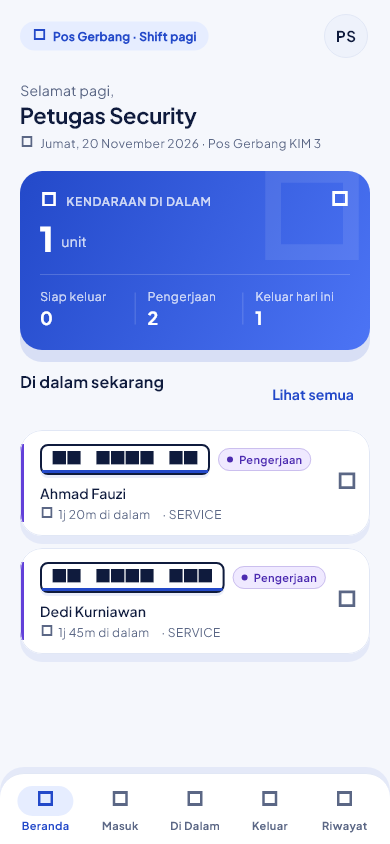 Pos Gerbang · Shift pagi
PS
Selamat pagi,
Petugas Security
Jumat, 20 November 2026 · Pos Gerbang KIM 3
KENDARAAN DI DALAM
1 unit
Siap keluar
Pengerjaan
Keluar hari ini
0
2
1
Di dalam sekarang
Lihat semua
Pengerjaan
Ahmad Fauzi
1j 20m di dalam · SERVICE
Pengerjaan
Dedi Kurniawan
1j 45m di dalam · SERVICE
Beranda
Masuk
Di Dalam
Keluar
Riwayat